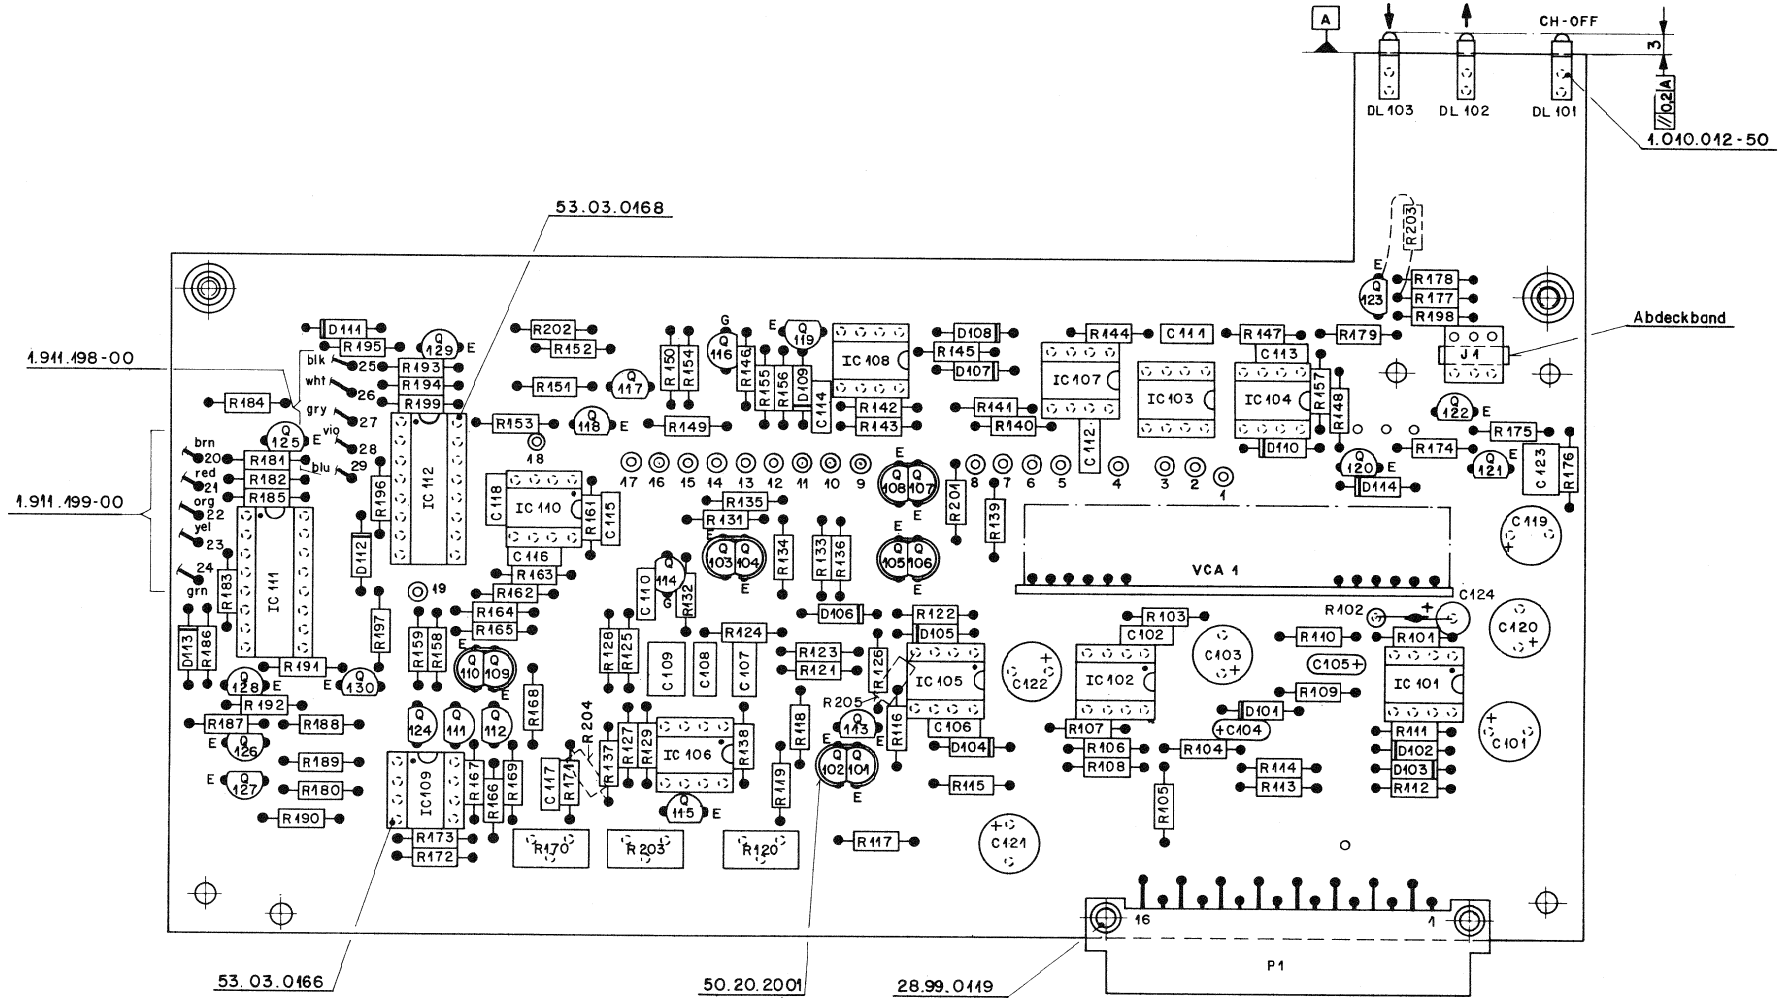 A
CH-OFF
3
// 0,2 A
DL 103
DL 102
DL 101
1.010.012-50
53.03.0168
R203
E
Q 123
R178
R177
R198
Abdeckband
D111
R195
Q 129
E
R202
R152
G
Q 116
E
Q 119
IC 108
D108
R145
D107
R144
C111
R147
C113
R179
J1
1.911.198-00
blk
25
R193
wht
26
R194
R199
gry
27
vio
28
blu
29
R151
Q 117
R150
R154
R146
R155
R156
D109
C114
R142
R143
R141
R140
IC 107
C112
IC 103
IC 104
R157
R148
D110
R184
Q 125
E
R153
Q 118
E
R149
18
Q 122
E
R175
R174
Q 120
E
Q 121
E
C123
R176
D114
1.911.199-00
brn
20
red
21
org
22
yel
23
24
grn
R181
R182
R185
IC 111
R183
R196
IC 112
D112
C118
IC 110
R161
C115
17
16
15
14
13
12
11
10
9
E
Q 108
Q 107
E
8
7
6
5
4
3
2
1
R201
R139
R135
R131
E
Q 103
Q 104
E
R134
R133
R136
E
Q 105
Q 106
E
C119
+
VCA 1
C116
R163
R162
R164
R165
19
C110
Q 114
G
R132
D106
R122
D105
R103
C102
R102
+
C124
C120
+
R101
R110
D113
R186
R197
R159
R158
R191
E
Q 110
Q 109
E
R128
R125
R124
C109
C108
C107
R123
R121
R126
R205
IC 105
C122
+
IC 102
C103
+
C105+
R109
IC 101
Q 128
E
E
Q 130
R192
R187
R188
E
Q 126
R189
E
Q 127
R180
R190
Q 124
Q 111
Q 112
R168
R204
R137
R127
R129
IC 106
R138
R118
Q 113
E
R116
C106
D104
R107
R106
R108
D101
+C104
R104
R111
D102
D103
R112
C101
+
IC109
R167
R166
R169
C117
R171
Q 115
E
R119
E
Q 102
Q 101
E
R115
R105
R114
R113
R173
R172
R170
R203
R120
R117
C121
+
16
1
P1
53.03.0166
50.20.2001
28.99.0119